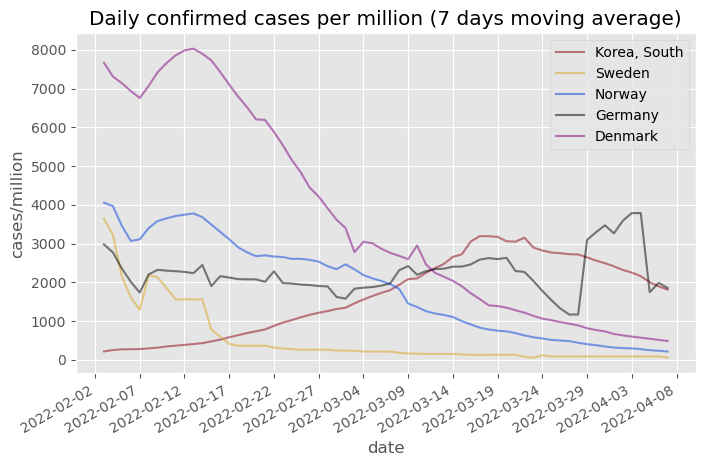 Daily confirmed cases per million (7 days moving average)
8000
7000
6000
5000
4000
3000
2000
1000
0
cases/million
Korea, South
Sweden
Norway
Germany
Denmark
2022-02-02
2022-02-07
2022-02-12
2022-02-17
2022-02-22
2022-02-27
2022-03-04
2022-03-09
2022-03-14
2022-03-19
2022-03-24
2022-03-29
2022-04-03
2022-04-08
date